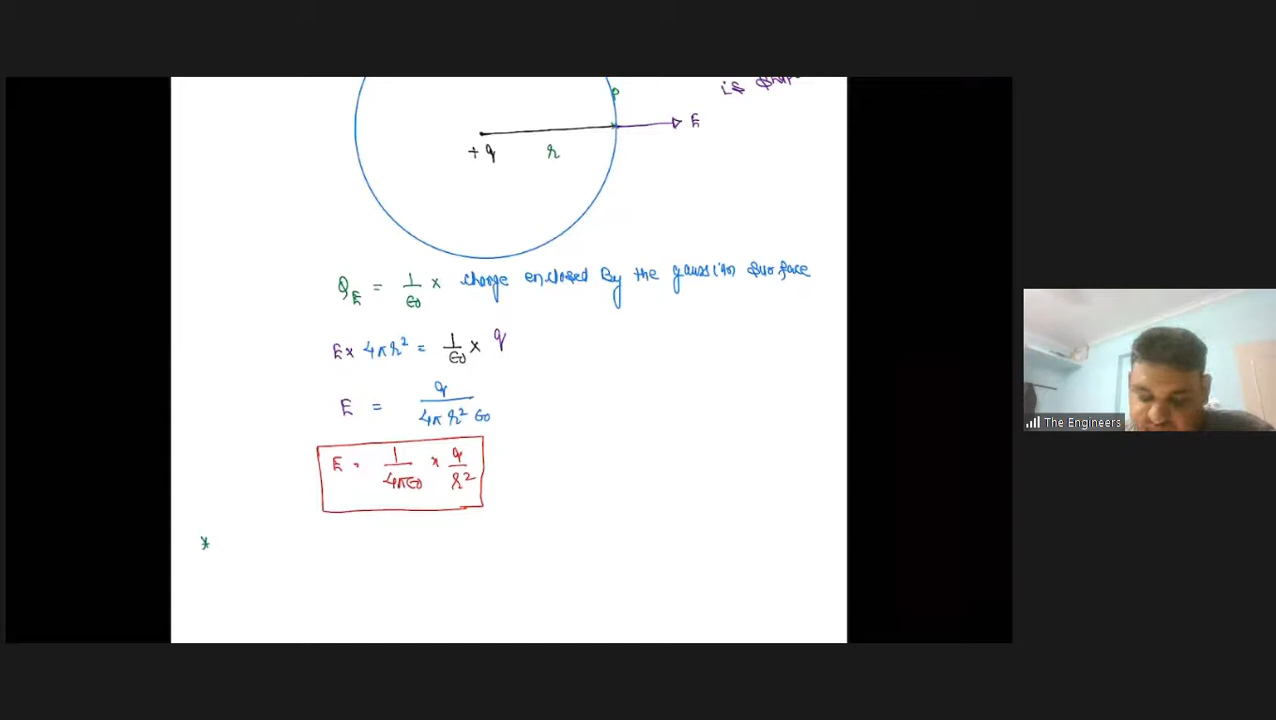 is
P
E
+q r
φE = 1/ε0 × charge enclosed By the gaussian surface
E× 4πr² = 1/ε0 × q
E = q/4πr² ε0
E = 1/4πε0 × q/r²
*
The Engineers